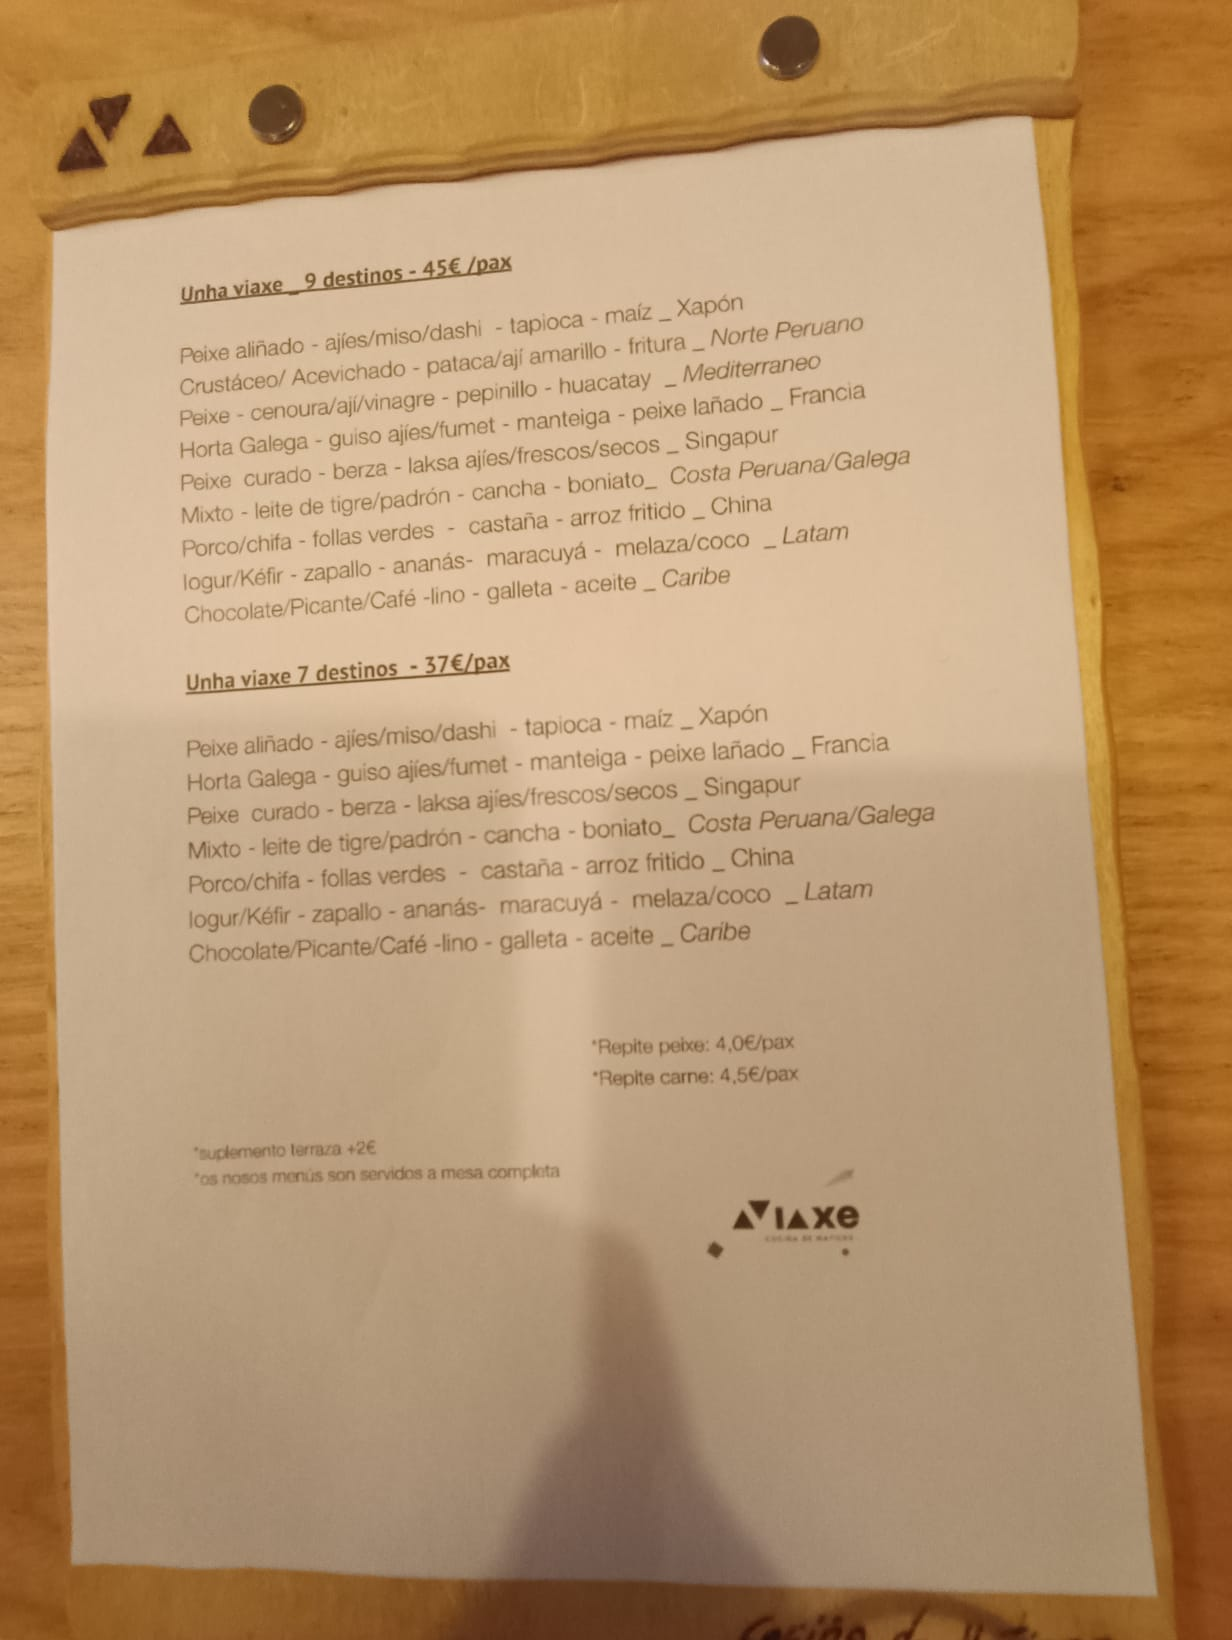 Unha viaxe _ 9 destinos - 45€ /pax
Peixe aliñado - ajíes/miso/dashi - tapioca - maíz _ Xapón
Crustáceo/ Acevichado - pataca/ají amarillo - fritura _ Norte Peruano
Peixe - cenoura/ají/vinagre - pepinillo - huacatay _ Mediterraneo
Horta Galega - guiso ajíes/fumet - manteiga - peixe lañado _ Francia
Peixe curado - berza - laksa ajíes/frescos/secos _ Singapur
Mixto - leite de tigre/padrón - cancha - boniato_ Costa Peruana/Galega
Porco/chifa - follas verdes - castaña - arroz fritido _ China
Iogur/Kéfir - zapallo - ananás- maracuyá - melaza/coco _ Latam
Chocolate/Picante/Café -lino - galleta - aceite _ Caribe
Unha viaxe 7 destinos - 37€/pax
Peixe aliñado - ajíes/miso/dashi - tapioca - maíz _ Xapón
Horta Galega - guiso ajíes/fumet - manteiga - peixe lañado _ Francia
Peixe curado - berza - laksa ajíes/frescos/secos _ Singapur
Mixto - leite de tigre/padrón - cancha - boniato_ Costa Peruana/Galega
Porco/chifa - follas verdes - castaña - arroz fritido _ China
Iogur/Kéfir - zapallo - ananás- maracuyá - melaza/coco _ Latam
Chocolate/Picante/Café -lino - galleta - aceite _ Caribe
*Repite peixe: 4,0€/pax
*Repite carne: 4,5€/pax
*suplemento terraza +2€
*os nosos menús son servidos a mesa completa
VIAXE